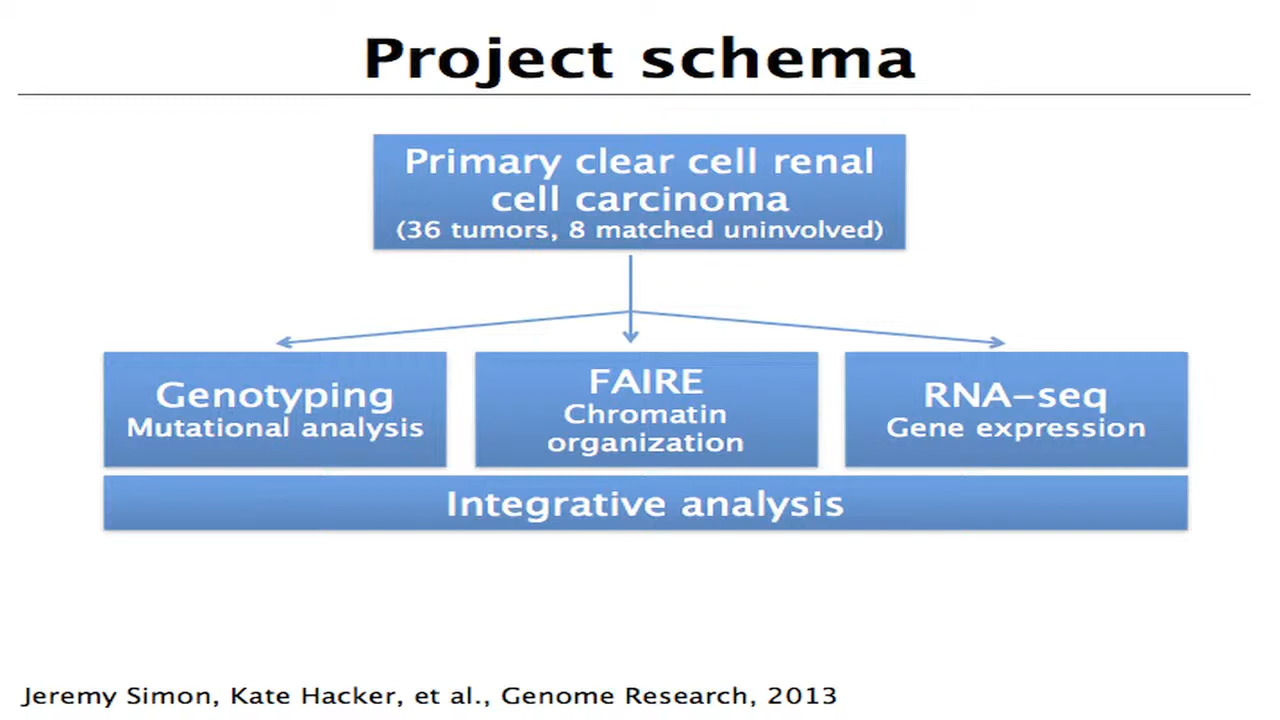 Project schema
Primary clear cell renal
cell carcinoma
(36 tumors, 8 matched uninvolved)
Genotyping
Mutational analysis
FAIRE
Chromatin
organization
RNA-seq
Gene expression
Integrative analysis
Jeremy Simon, Kate Hacker, et al., Genome Research, 2013